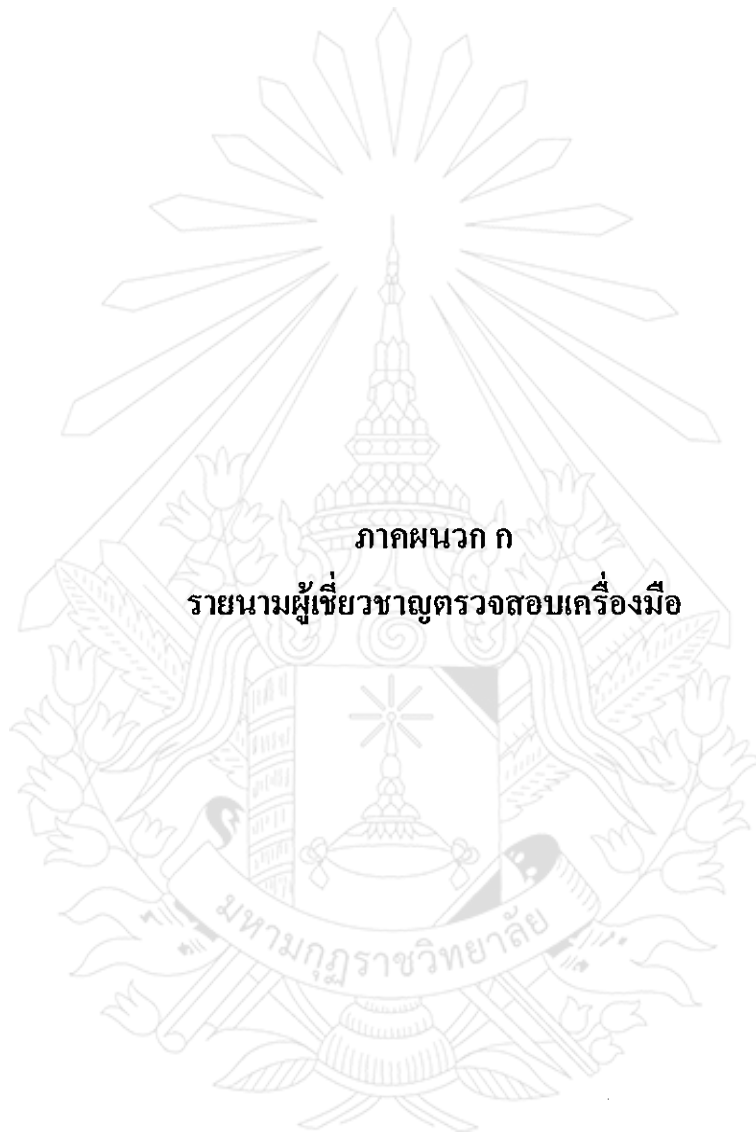 ภาคผนวก ก
รายนามผู้เชี่ยวชาญตรวจสอบเครื่องมือ
มหามกุฏราชวิทยาลัย